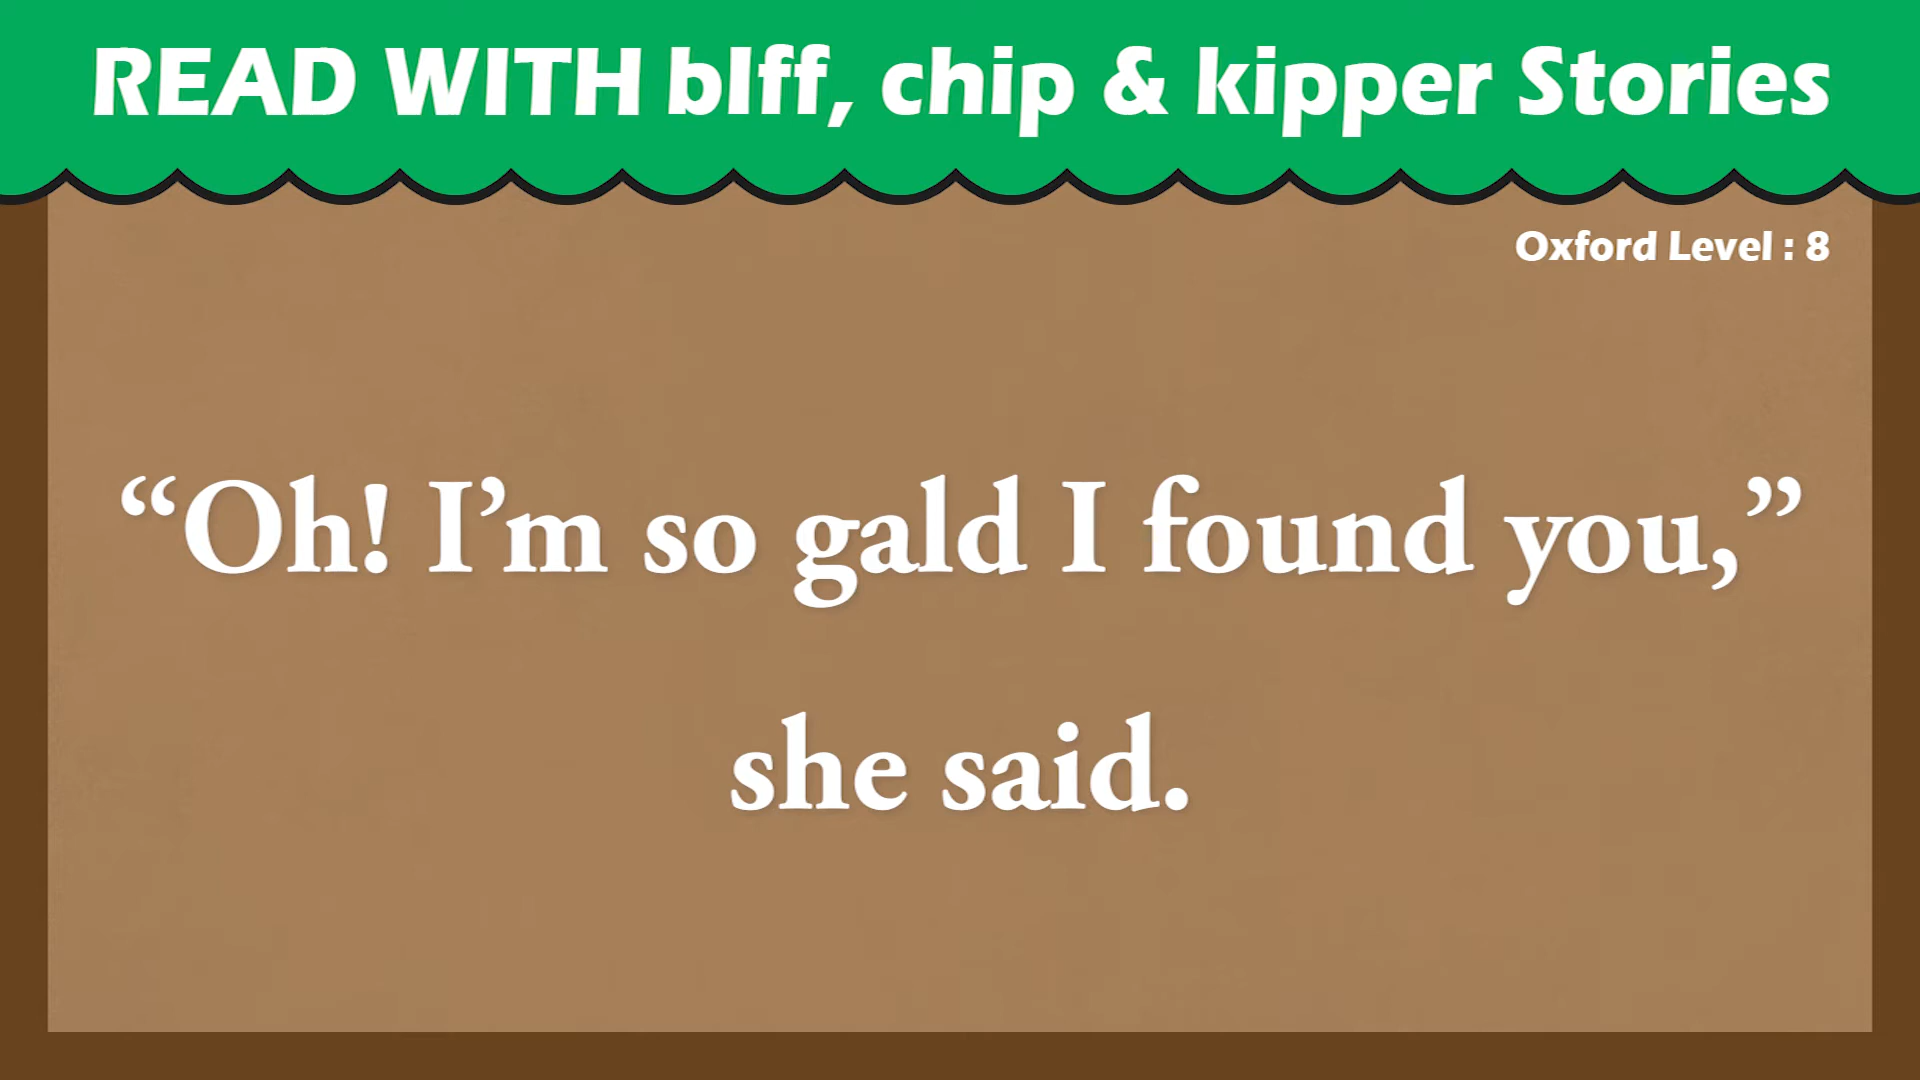 READ WITH bIff, chip & kipper Stories
Oxford Level : 8
“Oh! I’m so gald I found you,”
she said.